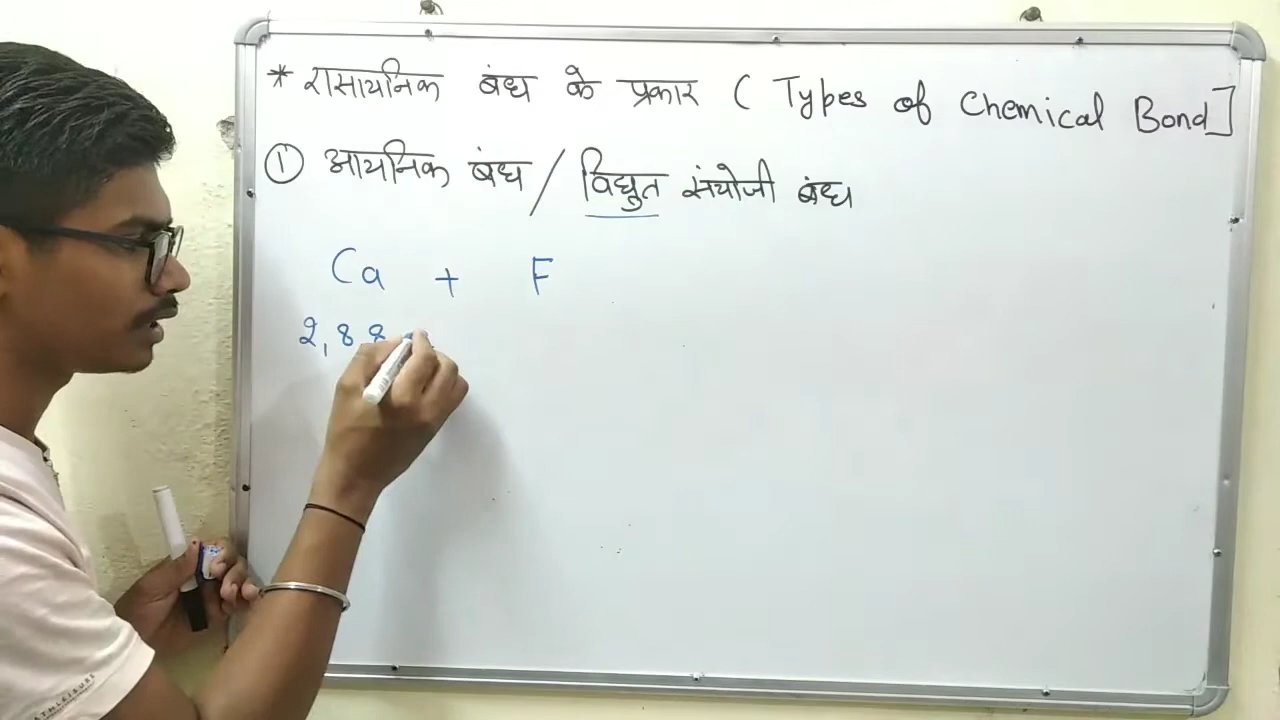 * रासायनिक बंध के प्रकार ( Types of Chemical Bond ]
① आयनिक बंध / विद्युत संयोजी बंध
Ca + F
2, 8 8